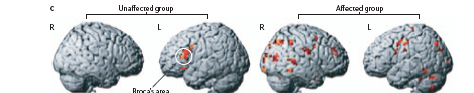 c
Unaffected group Affected group
R L R L
Broca's area